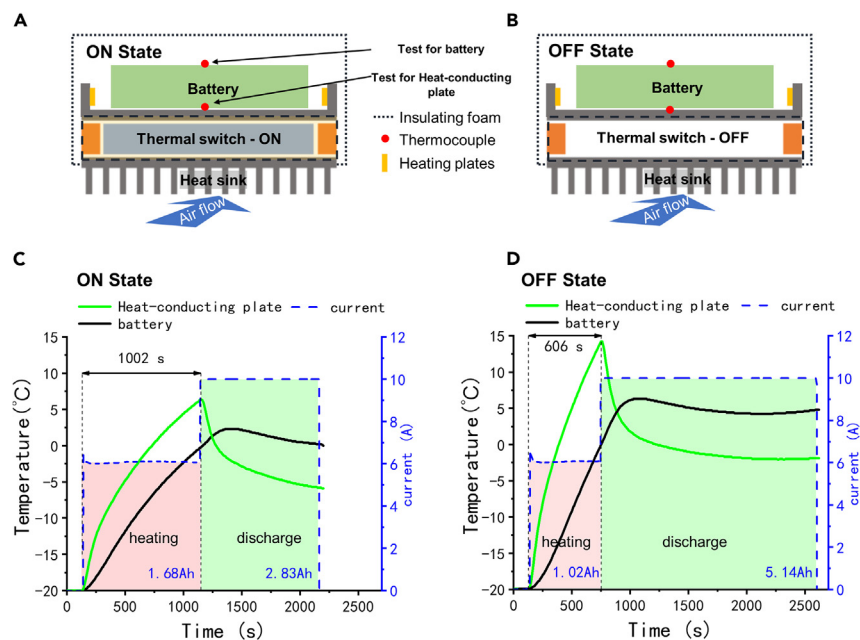 A
ON State
Battery
Thermal switch - ON
Heat sink
Air flow
Test for battery
Test for Heat-conducting
plate
Insulating foam
Thermocouple
Heating plates
B
OFF State
Battery
Thermal switch - OFF
Heat sink
Air flow
C
ON State
Heat-conducting plate
current
battery
1002 s
heating
discharge
1.68Ah
2.83Ah
Temperature(℃)
15
10
5
0
-5
-10
-15
-20
0 500 1000 1500 2000 2500
Time (s)
12
10
8
6
4
2
0
current (A)
D
OFF State
Heat-conducting plate
current
battery
606 s
heating
discharge
1.02Ah
5.14Ah
Temperature(℃)
15
10
5
0
-5
-10
-15
-20
0 500 1000 1500 2000 2500
Time (s)
12
10
8
6
4
2
0
current (A)